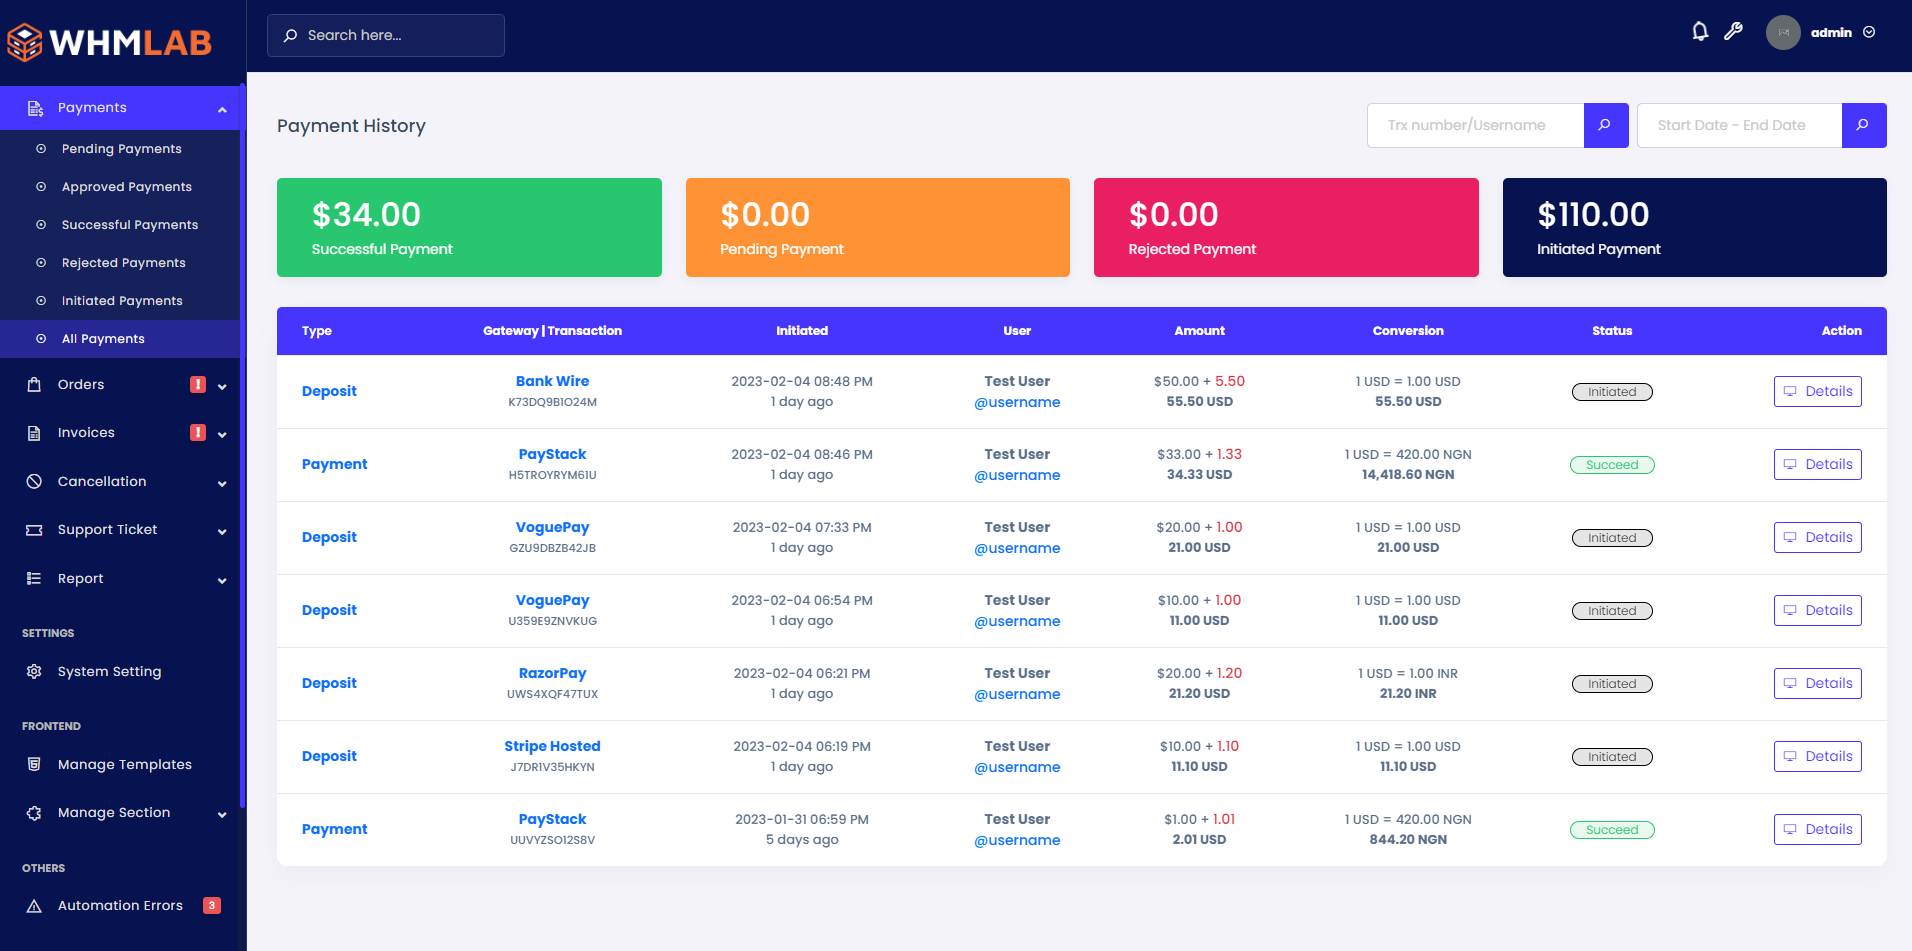 WHMLAB
Search here...
admin
Payments
Pending Payments
Approved Payments
Successful Payments
Rejected Payments
Initiated Payments
All Payments
Orders !
Invoices !
Cancellation
Support Ticket
Report
SETTINGS
System Setting
FRONTEND
Manage Templates
Manage Section
OTHERS
Automation Errors 3
Payment History
Trx number/Username
Start Date - End Date
$34.00
Successful Payment
$0.00
Pending Payment
$0.00
Rejected Payment
$110.00
Initiated Payment
Type Gateway | Transaction Initiated User Amount Conversion Status Action
Deposit
Bank Wire
K73DQ9B1O24M
2023-02-04 08:48 PM
1 day ago
Test User
@username
$50.00 + 5.50
55.50 USD
1 USD = 1.00 USD
55.50 USD
Initiated
Details
Payment
PayStack
H5TROYRYM61U
2023-02-04 08:46 PM
1 day ago
Test User
@username
$33.00 + 1.33
34.33 USD
1 USD = 420.00 NGN
14,418.60 NGN
Succeed
Details
Deposit
VoguePay
GZU9DBZB42JB
2023-02-04 07:33 PM
1 day ago
Test User
@username
$20.00 + 1.00
21.00 USD
1 USD = 1.00 USD
21.00 USD
Initiated
Details
Deposit
VoguePay
U359E9ZNVKUG
2023-02-04 06:54 PM
1 day ago
Test User
@username
$10.00 + 1.00
11.00 USD
1 USD = 1.00 USD
11.00 USD
Initiated
Details
Deposit
RazorPay
UWS4XQF47TUX
2023-02-04 06:21 PM
1 day ago
Test User
@username
$20.00 + 1.20
21.20 USD
1 USD = 1.00 INR
21.20 INR
Initiated
Details
Deposit
Stripe Hosted
J7DR1V35HKYN
2023-02-04 06:19 PM
1 day ago
Test User
@username
$10.00 + 1.10
11.10 USD
1 USD = 1.00 USD
11.10 USD
Initiated
Details
Payment
PayStack
UUVYZSO12S8V
2023-01-31 06:59 PM
5 days ago
Test User
@username
$1.00 + 1.01
2.01 USD
1 USD = 420.00 NGN
844.20 NGN
Succeed
Details